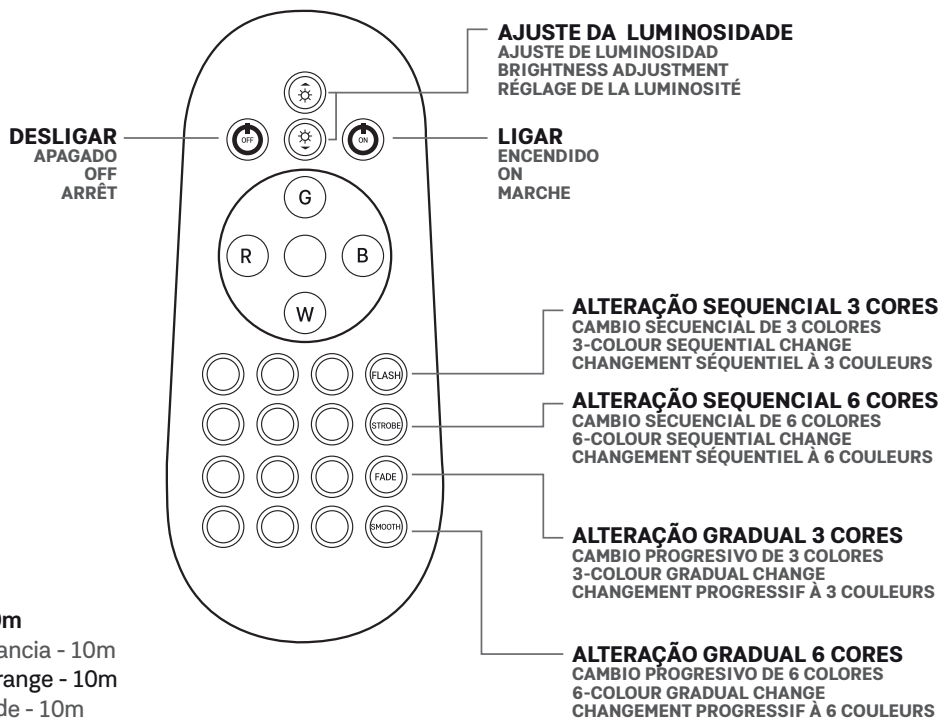 AJUSTE DA LUMINOSIDADE
AJUSTE DE LUMINOSIDAD
BRIGHTNESS ADJUSTMENT
RÉGLAGE DE LA LUMINOSITÉ
DESLIGAR
APAGADO
OFF
ARRÊT
OFF
ON
LIGAR
ENCENDIDO
ON
MARCHE
G
R
B
W
FLASH
STROBE
FADE
SMOOTH
ALTERAÇÃO SEQUENCIAL 3 CORES
CAMBIO SECUENCIAL DE 3 COLORES
3-COLOUR SEQUENTIAL CHANGE
CHANGEMENT SÉQUENTIEL À 3 COULEURS
ALTERAÇÃO SEQUENCIAL 6 CORES
CAMBIO SECUENCIAL DE 6 COLORES
6-COLOUR SEQUENTIAL CHANGE
CHANGEMENT SÉQUENTIEL À 6 COULEURS
ALTERAÇÃO GRADUAL 3 CORES
CAMBIO PROGRESIVO DE 3 COLORES
3-COLOUR GRADUAL CHANGE
CHANGEMENT PROGRESSIF À 3 COULEURS
ALTERAÇÃO GRADUAL 6 CORES
CAMBIO PROGRESIVO DE 6 COLORES
6-COLOUR GRADUAL CHANGE
CHANGEMENT PROGRESSIF À 6 COULEURS
m
ancia - 10m
range - 10m
de - 10m